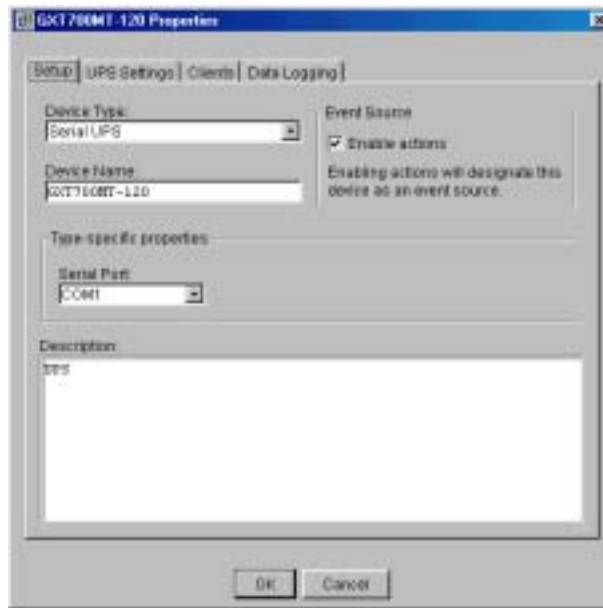 GXT700MT-120 Properties
Setup UPS Settings Clients Data Logging
Device Type:
Serial UPS
Event Source
Enable actions
Enabling actions will designate this
device as an event source.
Device Name
GXT700MT-120
Type-specific properties
Serial Port
COM1
Description:
UPS
OK Cancel